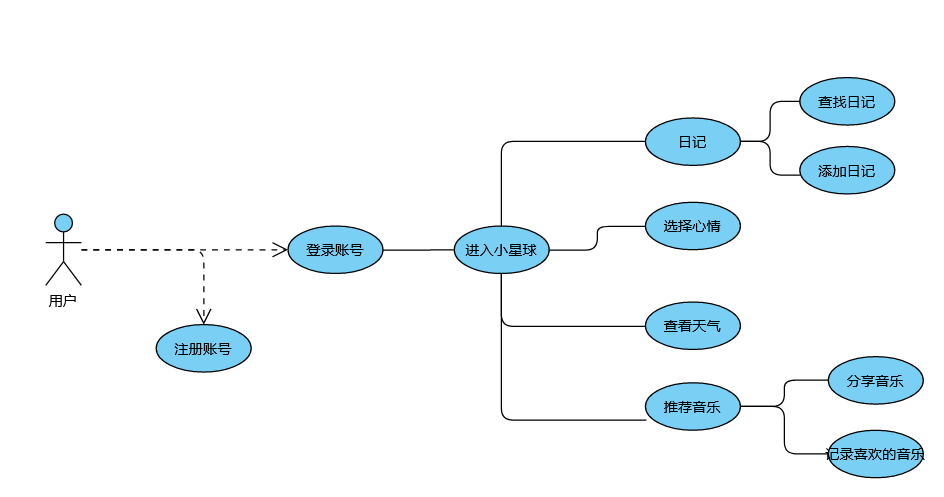 用户
注册账号
登录账号
进入小星球
日记
查找日记
添加日记
选择心情
查看天气
推荐音乐
分享音乐
记录喜欢的音乐